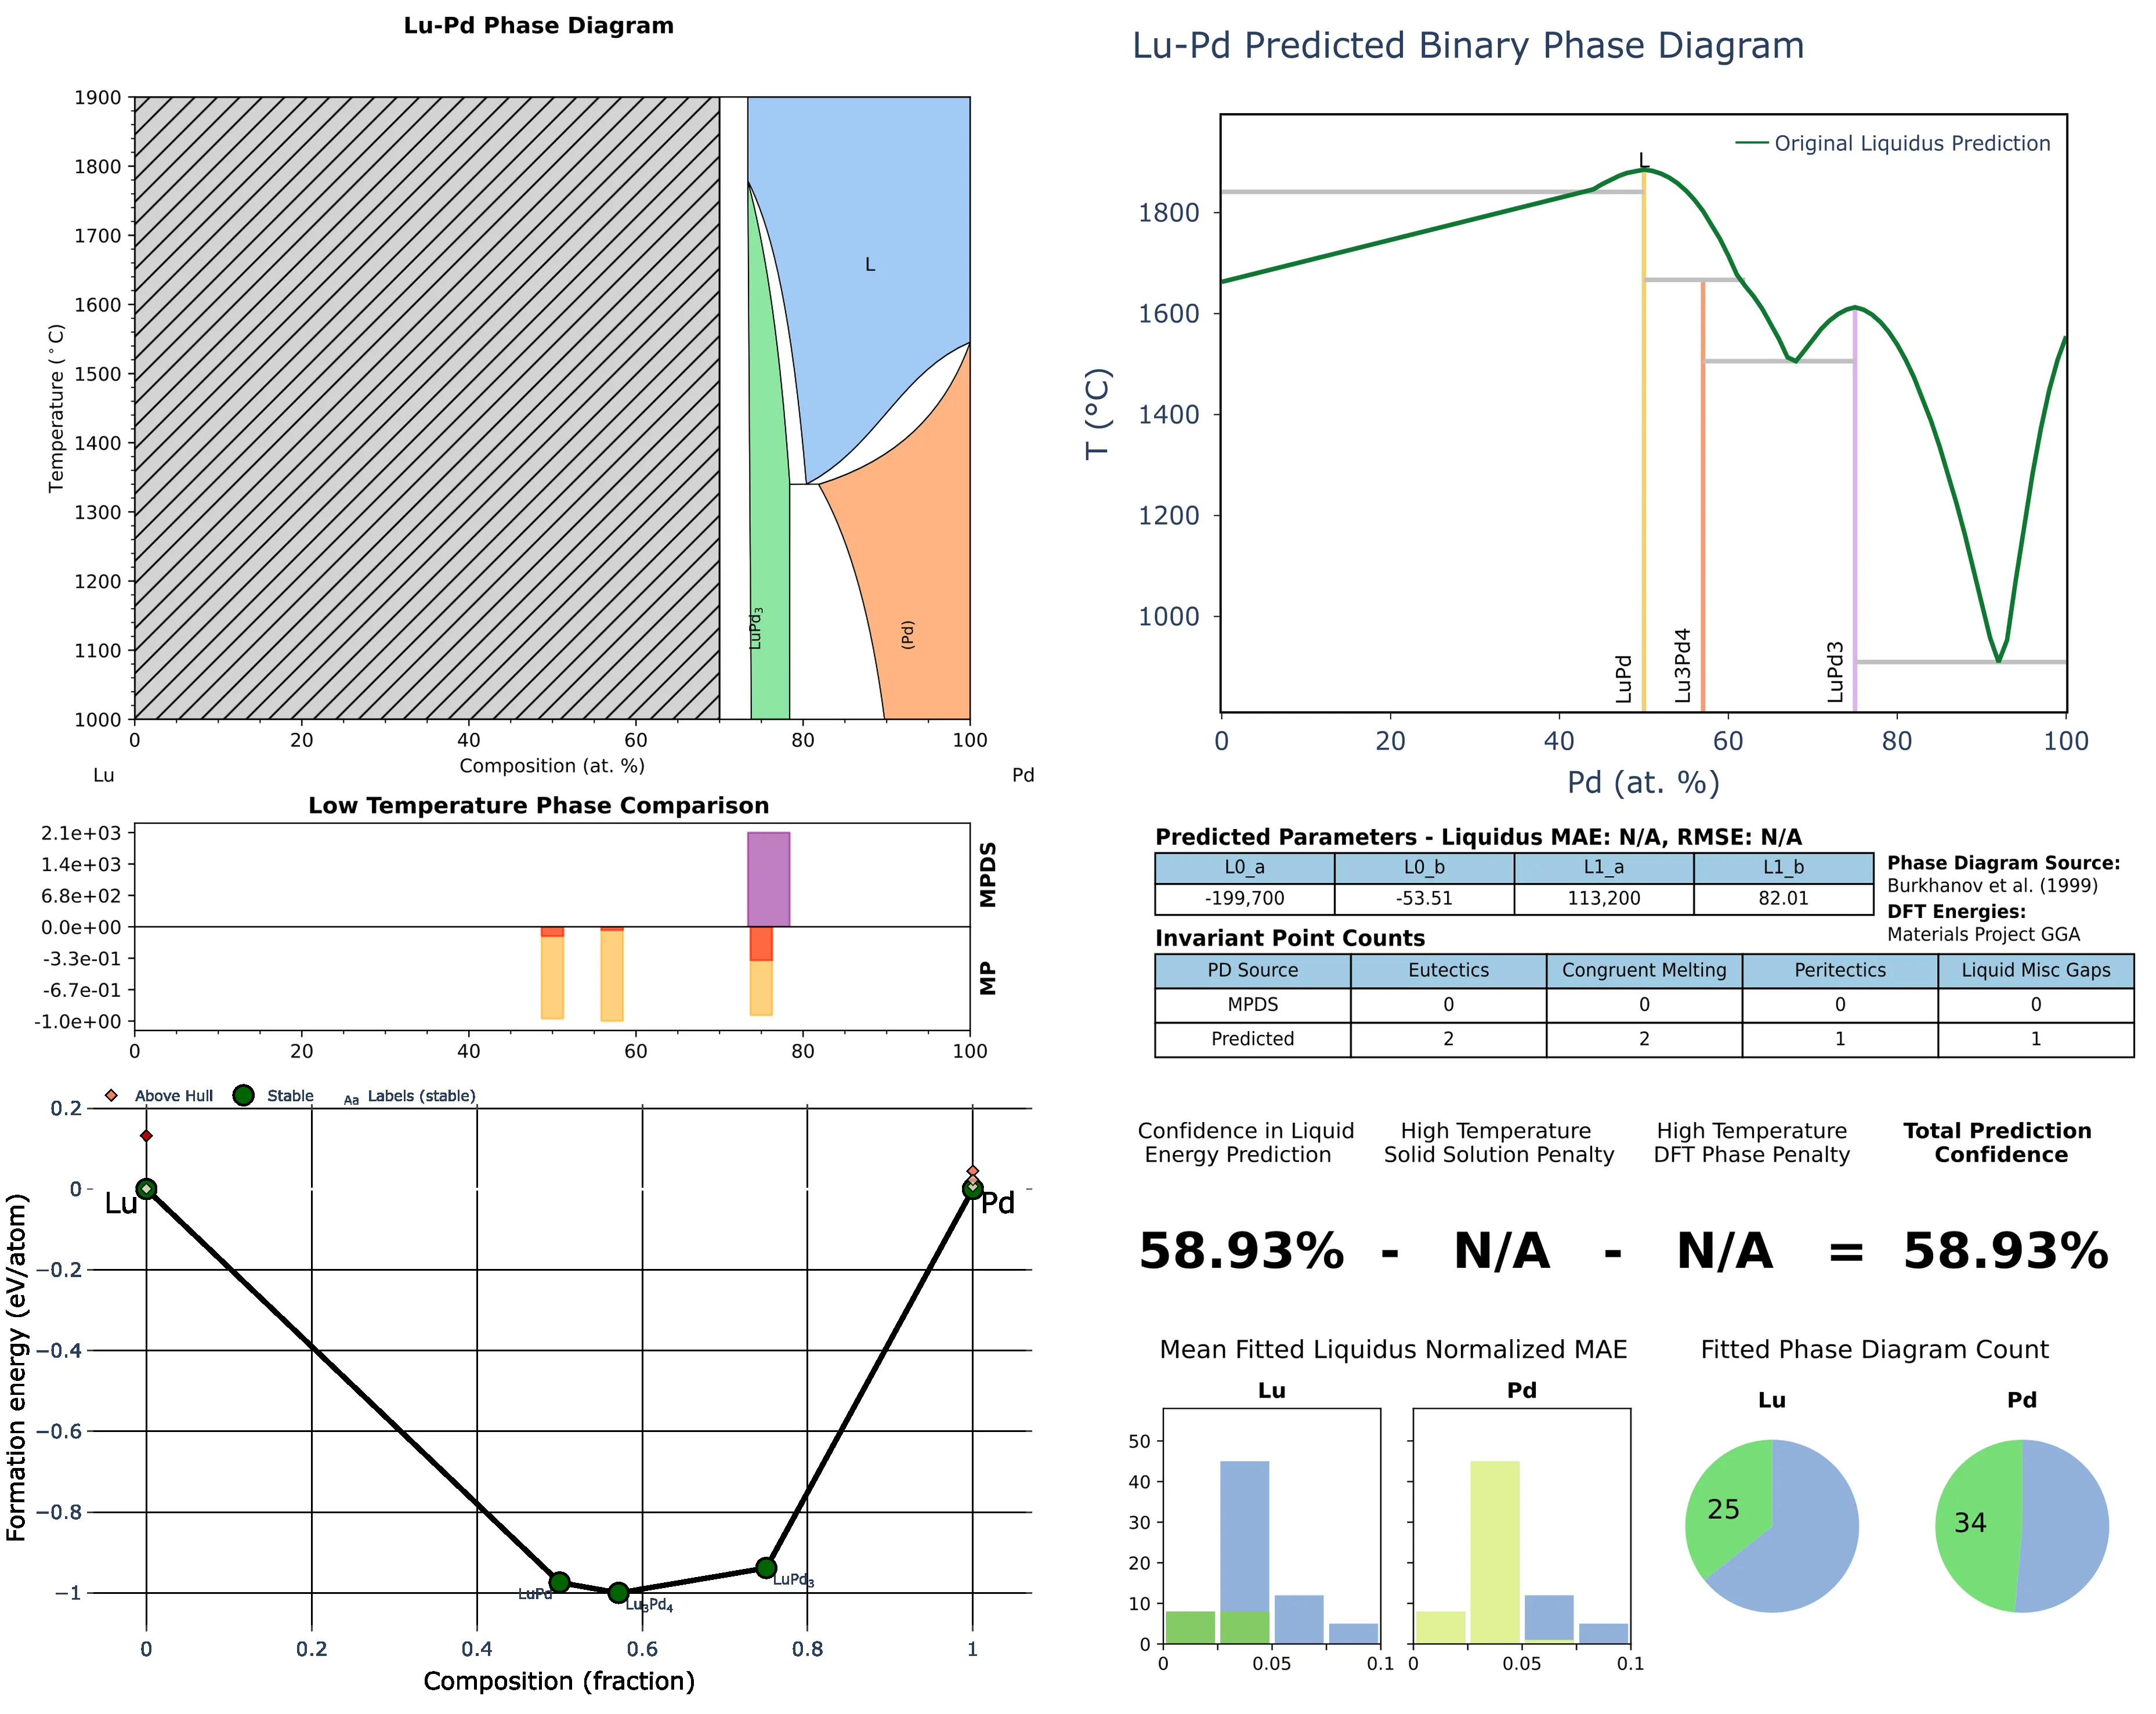 Lu-Pd Phase Diagram
1900
1800
1700
1600
1500
1400
1300
1200
1100
1000
Temperature (°C)
L
LuPd₃
(Pd)
0 20 40 60 80 100
Composition (at. %)
Lu Pd
Low Temperature Phase Comparison
2.1e+03
1.4e+03
6.8e+02
0.0e+00
-3.3e-01
-6.7e-01
-1.0e+00
MPDS
MP
0 20 40 60 80 100
Above Hull Stable Aa Labels (stable)
0.2
0
−0.2
−0.4
−0.6
−0.8
−1
Formation energy (eV/atom)
Lu
Pd
LuPd
Lu₃Pd₄
LuPd₃
0 0.2 0.4 0.6 0.8 1
Composition (fraction)
Lu-Pd Predicted Binary Phase Diagram
Original Liquidus Prediction
L
1800
1600
1400
1200
1000
T (°C)
LuPd
Lu3Pd4
LuPd3
0 20 40 60 80 100
Pd (at. %)
Predicted Parameters - Liquidus MAE: N/A, RMSE: N/A
L0_a L0_b L1_a L1_b
-199,700 -53.51 113,200 82.01
Phase Diagram Source:
Burkhanov et al. (1999)
DFT Energies:
Materials Project GGA
Invariant Point Counts
PD Source Eutectics Congruent Melting Peritectics Liquid Misc Gaps
MPDS 0 0 0 0
Predicted 2 2 1 1
Confidence in Liquid
Energy Prediction
High Temperature
Solid Solution Penalty
High Temperature
DFT Phase Penalty
Total Prediction
Confidence
58.93% - N/A - N/A = 58.93%
Mean Fitted Liquidus Normalized MAE
Lu Pd
50
40
30
20
10
0
0 0.05 0.1
0 0.05 0.1
Fitted Phase Diagram Count
Lu Pd
25 34